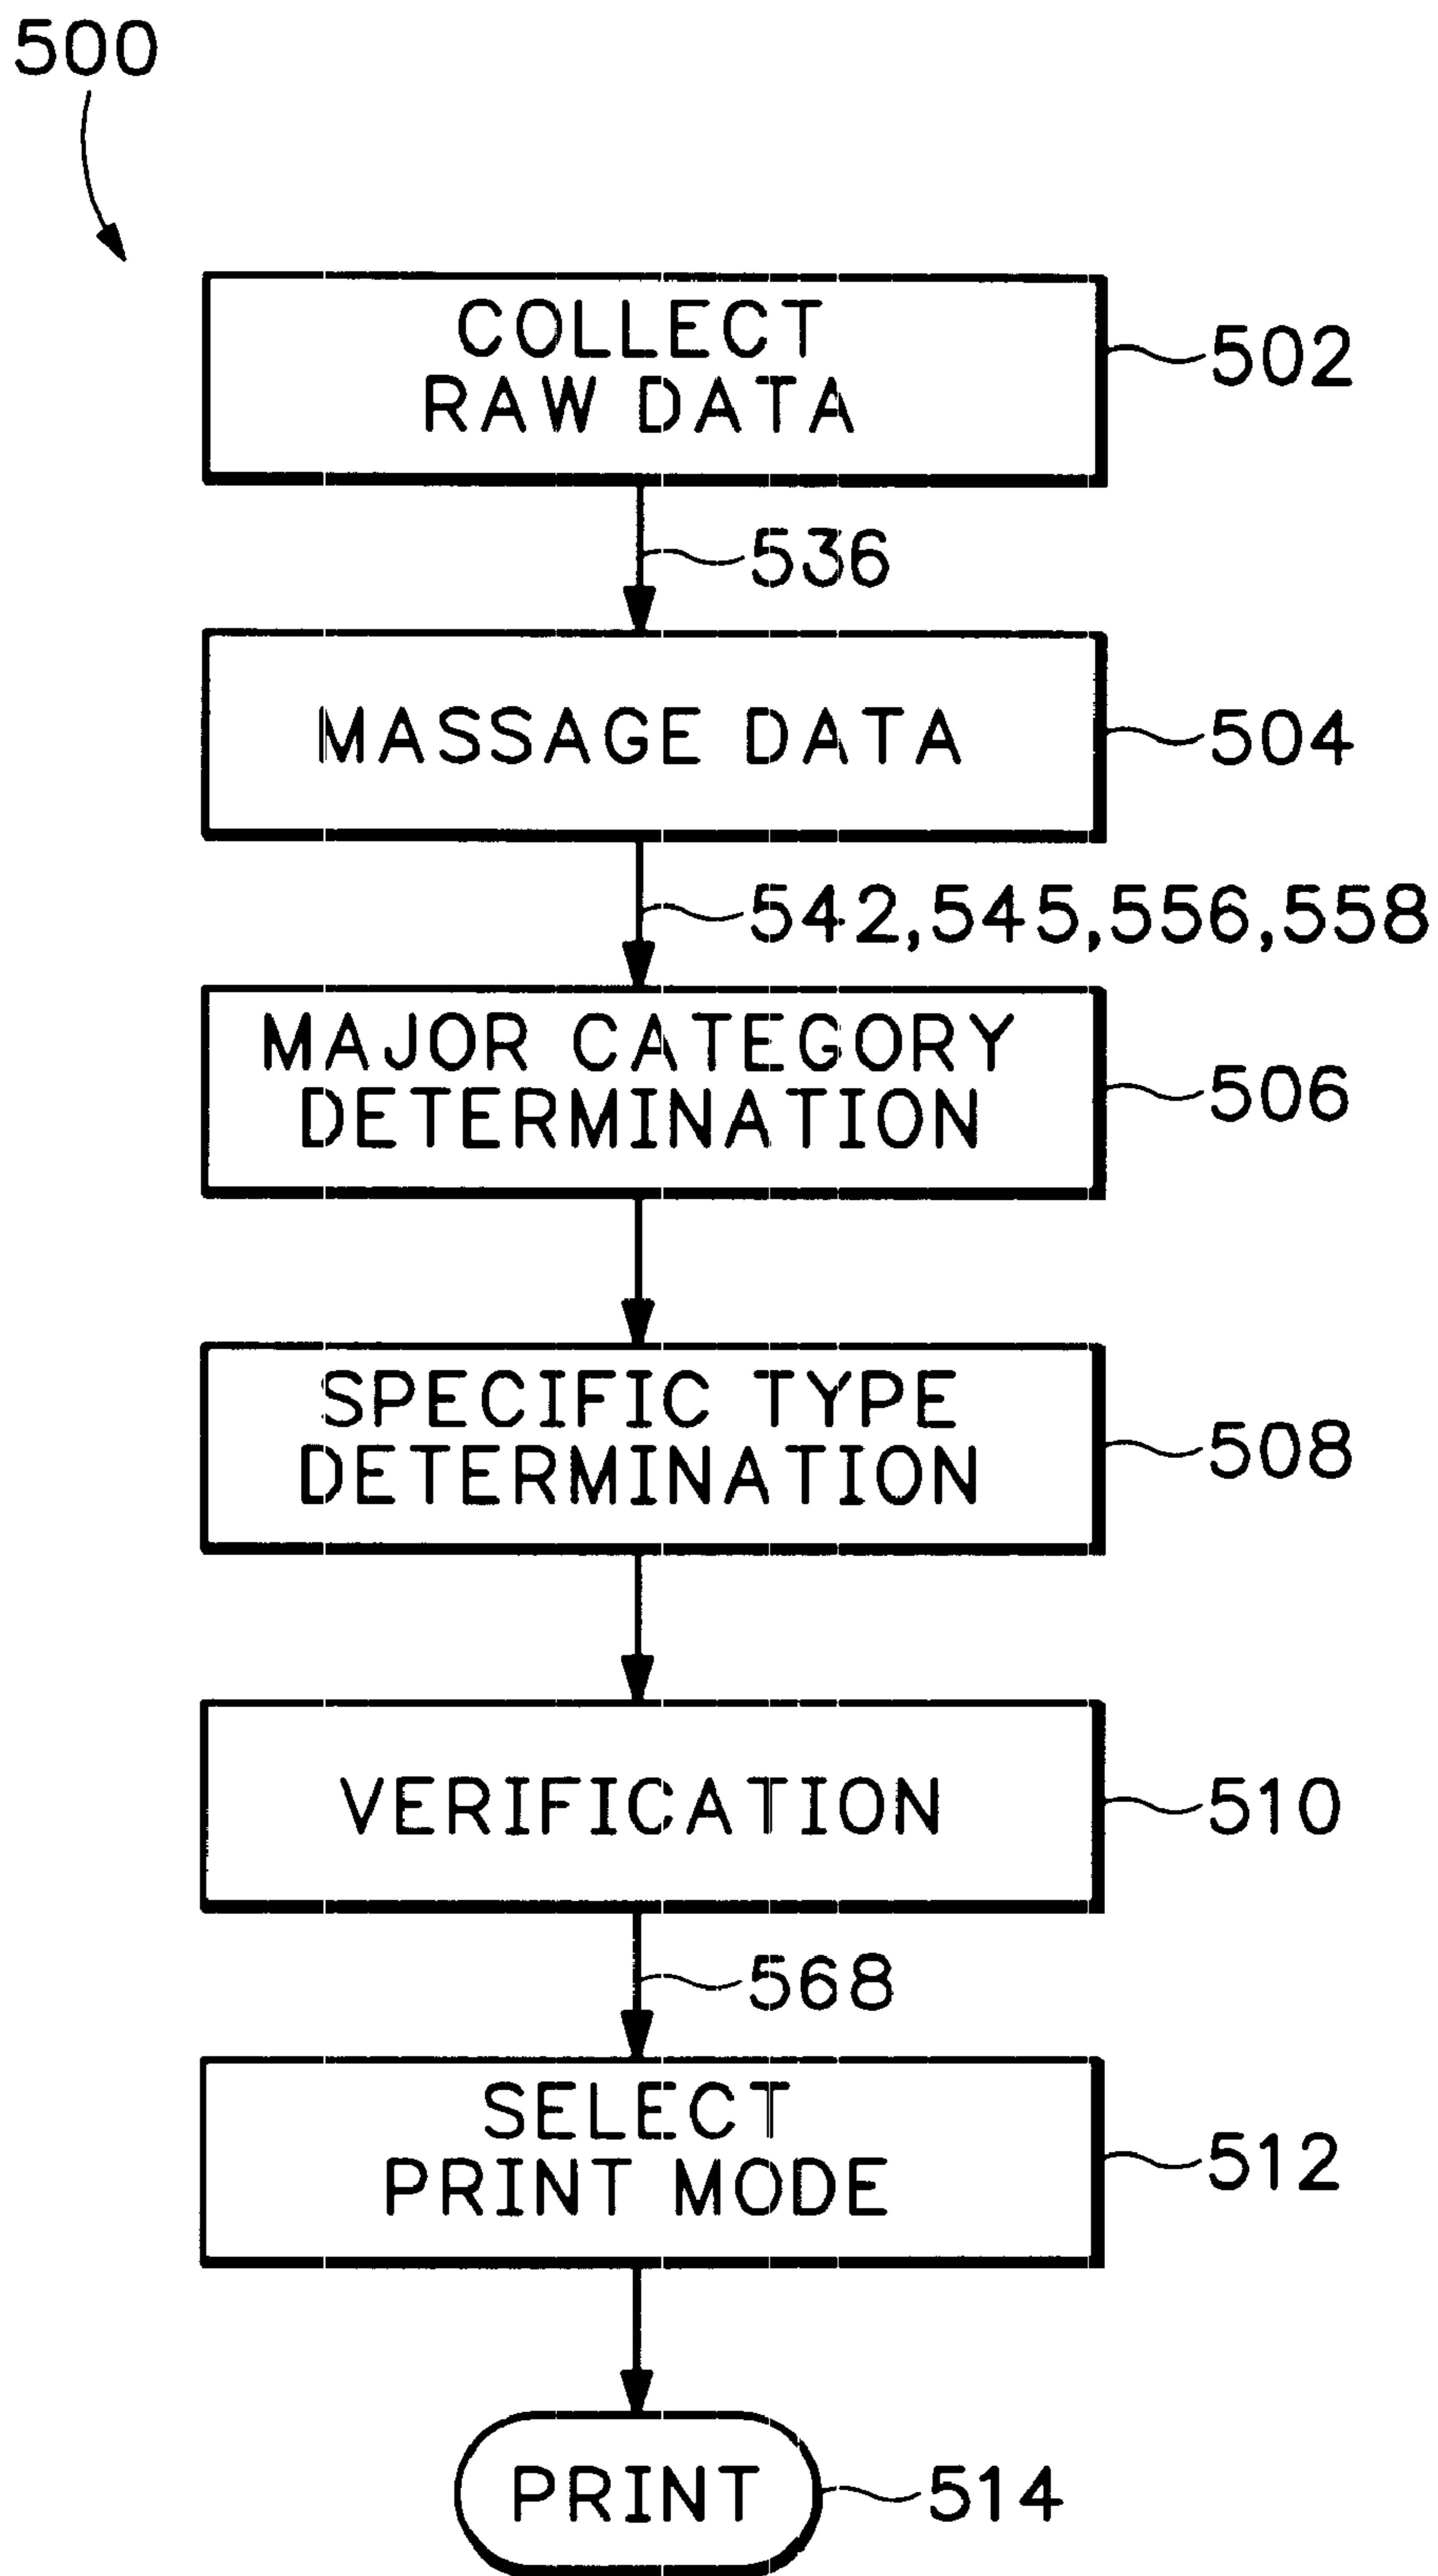 500
COLLECT
RAW DATA
502
536
MASSAGE DATA
504
542,545,556,558
MAJOR CATEGORY
DETERMINATION
506
SPECIFIC TYPE
DETERMINATION
508
VERIFICATION
510
568
SELECT
PRINT MODE
512
PRINT
514